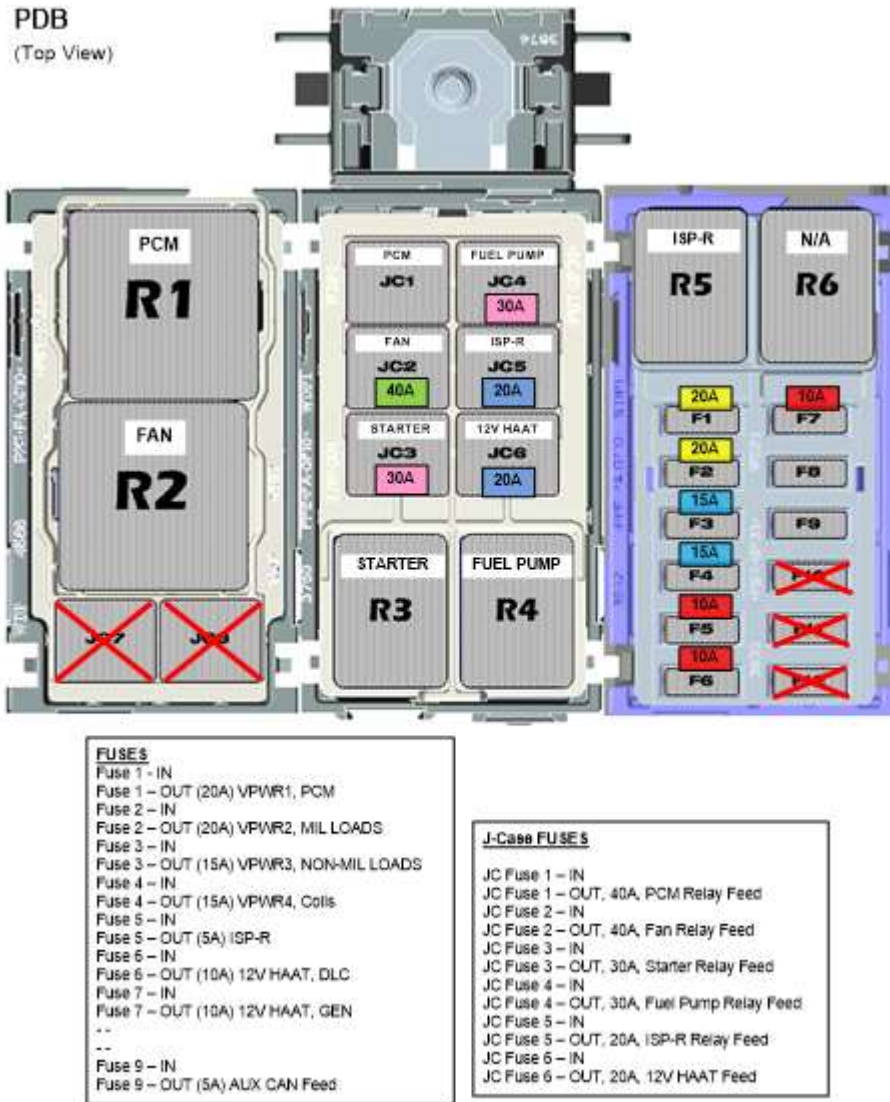 PDB
(Top View)
3874
PCM
R1
FAN
R2
PCM
JC1
FUEL PUMP
JC4
30A
FAN
JC2
40A
ISP-R
JC5
20A
STARTER
JC3
30A
12V HAAT
JC6
20A
STARTER
R3
FUEL PUMP
R4
ISP-R
R5
N/A
R6
20A
F1
10A
F7
20A
F2
F8
15A
F3
F9
15A
F4
10A
F5
10A
F6
FUSES
Fuse 1 - IN
Fuse 1 – OUT (20A) VPWR1, PCM
Fuse 2 – IN
Fuse 2 – OUT (20A) VPWR2, MIL LOADS
Fuse 3 – IN
Fuse 3 – OUT (15A) VPWR3, NON-MIL LOADS
Fuse 4 – IN
Fuse 4 – OUT (15A) VPWR4, Coils
Fuse 5 – IN
Fuse 5 – OUT (5A) ISP-R
Fuse 6 – IN
Fuse 6 – OUT (10A) 12V HAAT, DLC
Fuse 7 – IN
Fuse 7 – OUT (10A) 12V HAAT, GEN
- -
- -
Fuse 9 – IN
Fuse 9 – OUT (5A) AUX CAN Feed
J-Case FUSES
JC Fuse 1 – IN
JC Fuse 1 – OUT, 40A, PCM Relay Feed
JC Fuse 2 – IN
JC Fuse 2 – OUT, 40A, Fan Relay Feed
JC Fuse 3 – IN
JC Fuse 3 – OUT, 30A, Starter Relay Feed
JC Fuse 4 – IN
JC Fuse 4 – OUT, 30A, Fuel Pump Relay Feed
JC Fuse 5 – IN
JC Fuse 5 – OUT, 20A, ISP-R Relay Feed
JC Fuse 6 – IN
JC Fuse 6 – OUT, 20A, 12V HAAT Feed